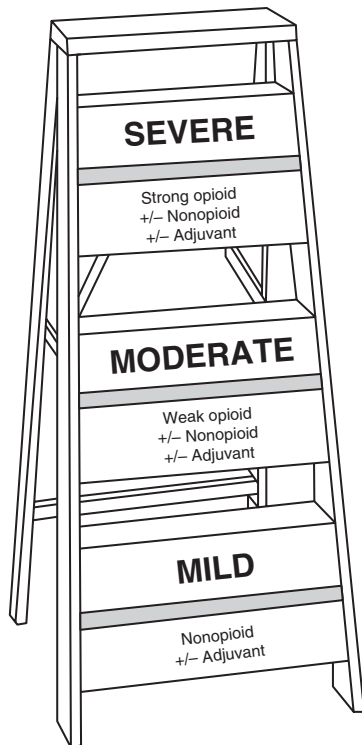 SEVERE
Strong opioid
+/– Nonopioid
+/– Adjuvant
MODERATE
Weak opioid
+/– Nonopioid
+/– Adjuvant
MILD
Nonopioid
+/– Adjuvant